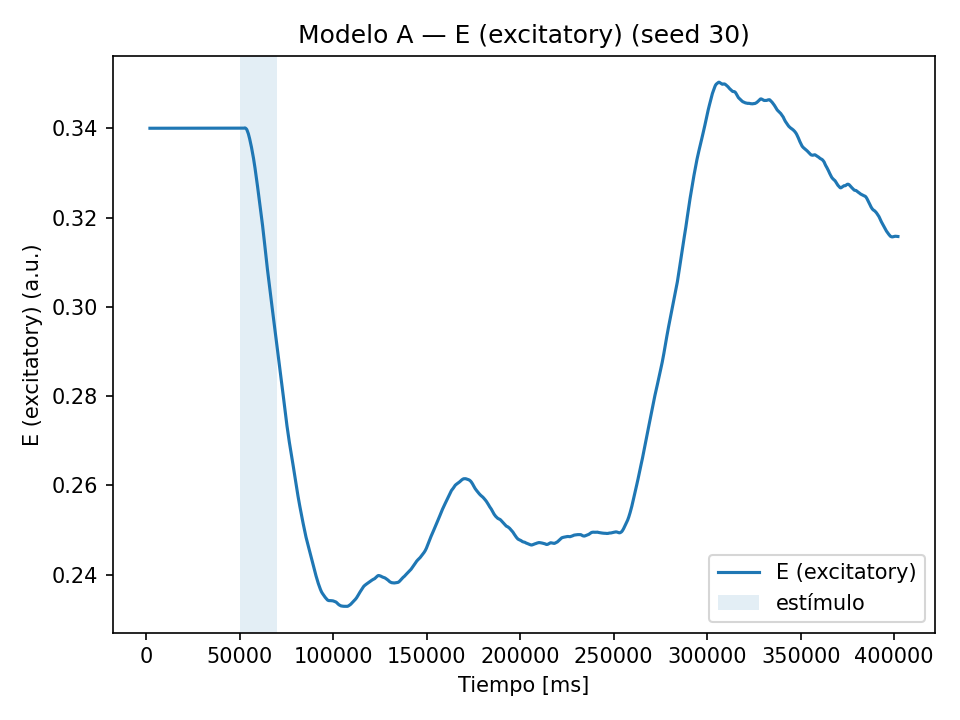 Modelo A — E (excitatory) (seed 30)
E (excitatory) (a.u.)
0.34
0.32
0.30
0.28
0.26
0.24
0 50000 100000 150000 200000 250000 300000 350000 400000
Tiempo [ms]
E (excitatory)
estímulo